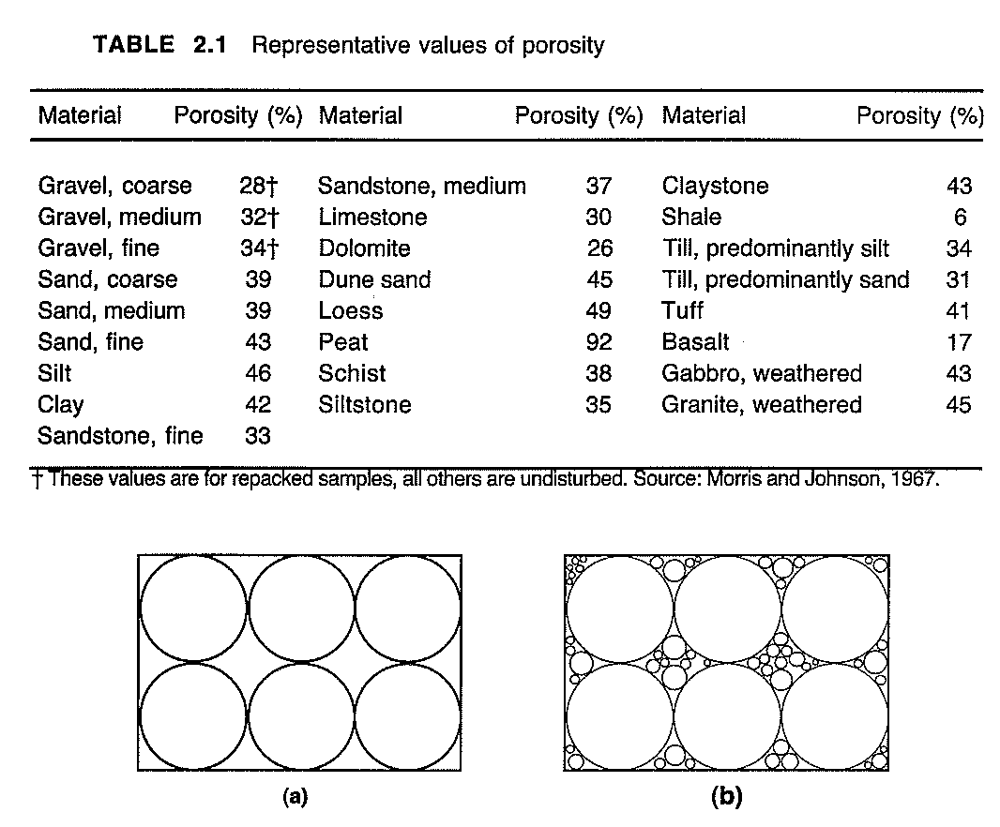 TABLE 2.1 Representative values of porosity
Material Porosity (%) Material Porosity (%) Material Porosity (%)
Gravel, coarse 28† Sandstone, medium 37 Claystone 43
Gravel, medium 32† Limestone 30 Shale 6
Gravel, fine 34† Dolomite 26 Till, predominantly silt 34
Sand, coarse 39 Dune sand 45 Till, predominantly sand 31
Sand, medium 39 Loess 49 Tuff 41
Sand, fine 43 Peat 92 Basalt 17
Silt 46 Schist 38 Gabbro, weathered 43
Clay 42 Siltstone 35 Granite, weathered 45
Sandstone, fine 33
† These values are for repacked samples, all others are undisturbed. Source: Morris and Johnson, 1967.
(a) (b)